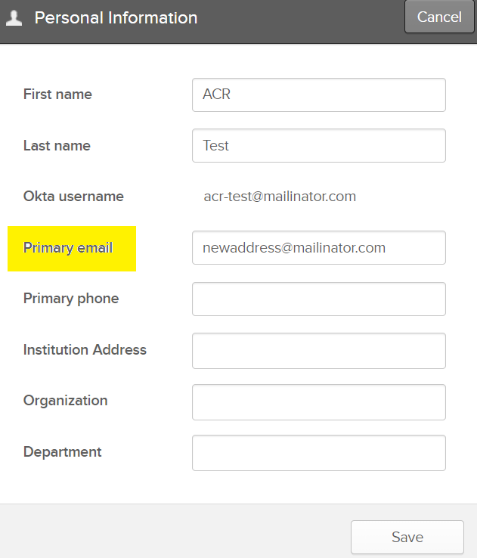 Personal Information
Cancel
First name ACR
Last name Test
Okta username acr-test@mailinator.com
Primary email newaddress@mailinator.com
Primary phone
Institution Address
Organization
Department
Save